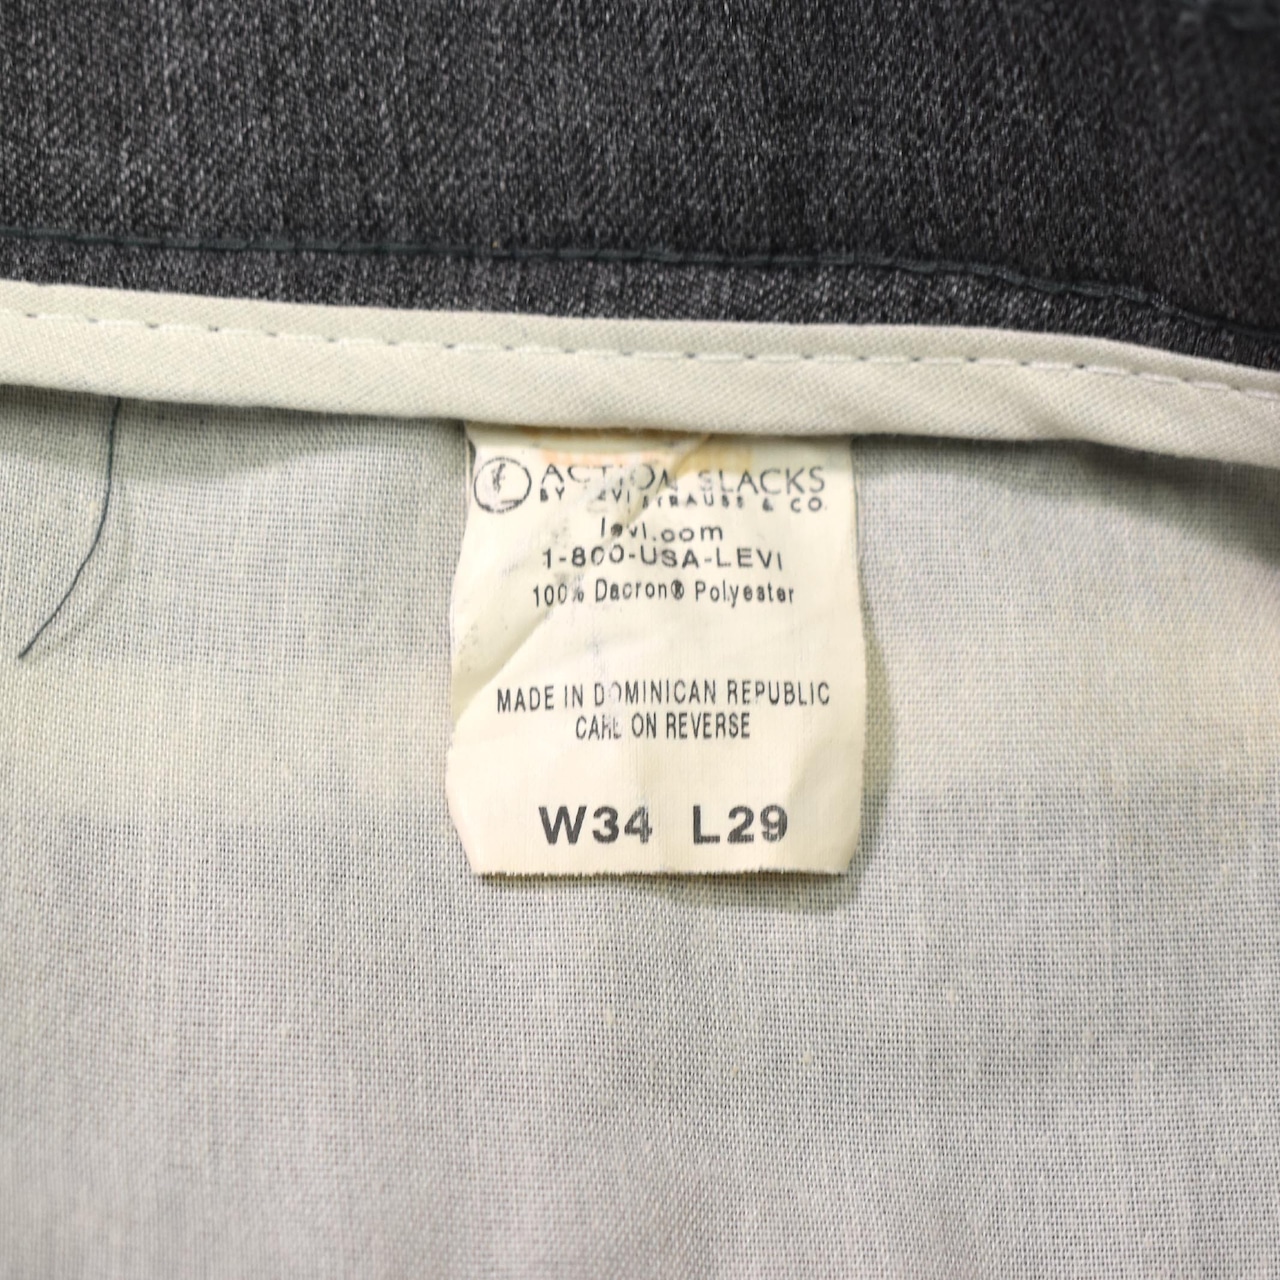 ACTION SLACKS
BY LEVI STRAUSS & CO.
levi.com
1-800-USA-LEVI
100% Dacron® Polyester
MADE IN DOMINICAN REPUBLIC
CARE ON REVERSE
W34 L29